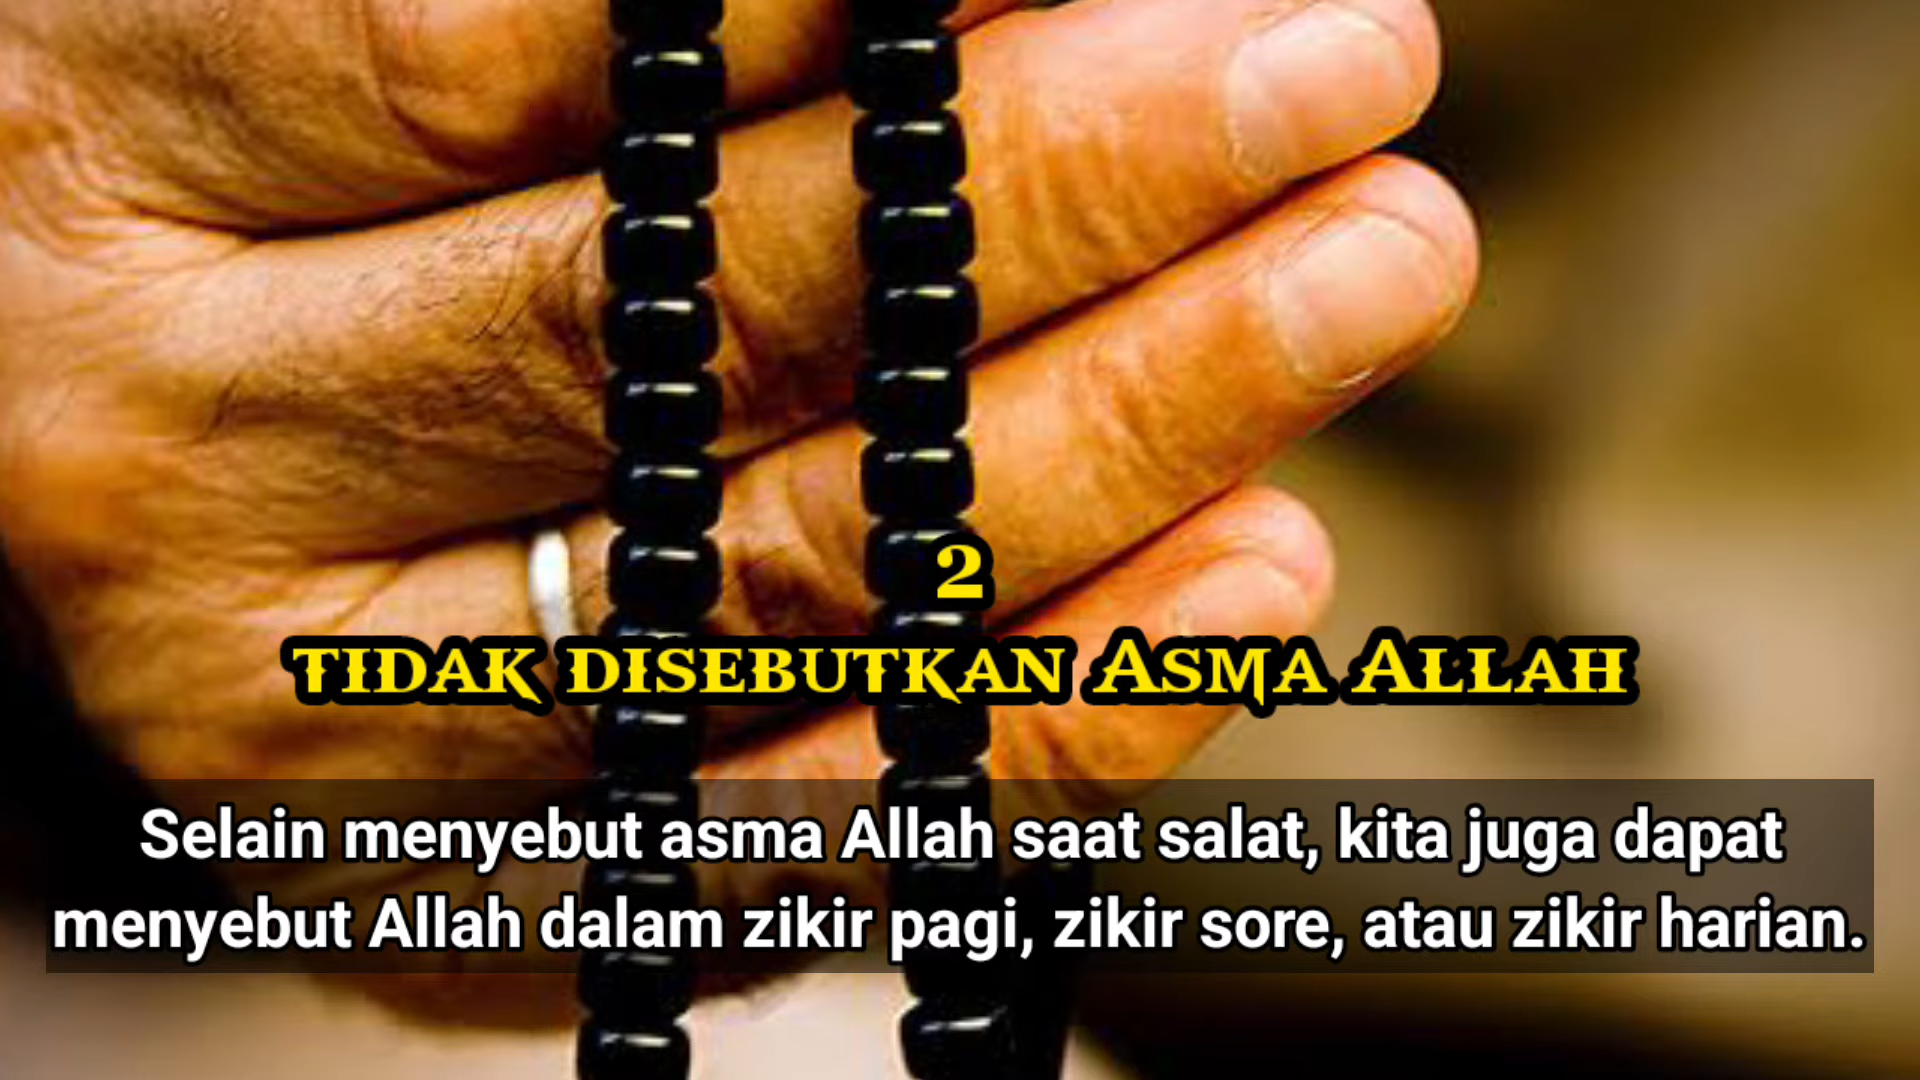 2
tidak disebutkan Asma Allah
Selain menyebut asma Allah saat salat, kita juga dapat
menyebut Allah dalam zikir pagi, zikir sore, atau zikir harian.